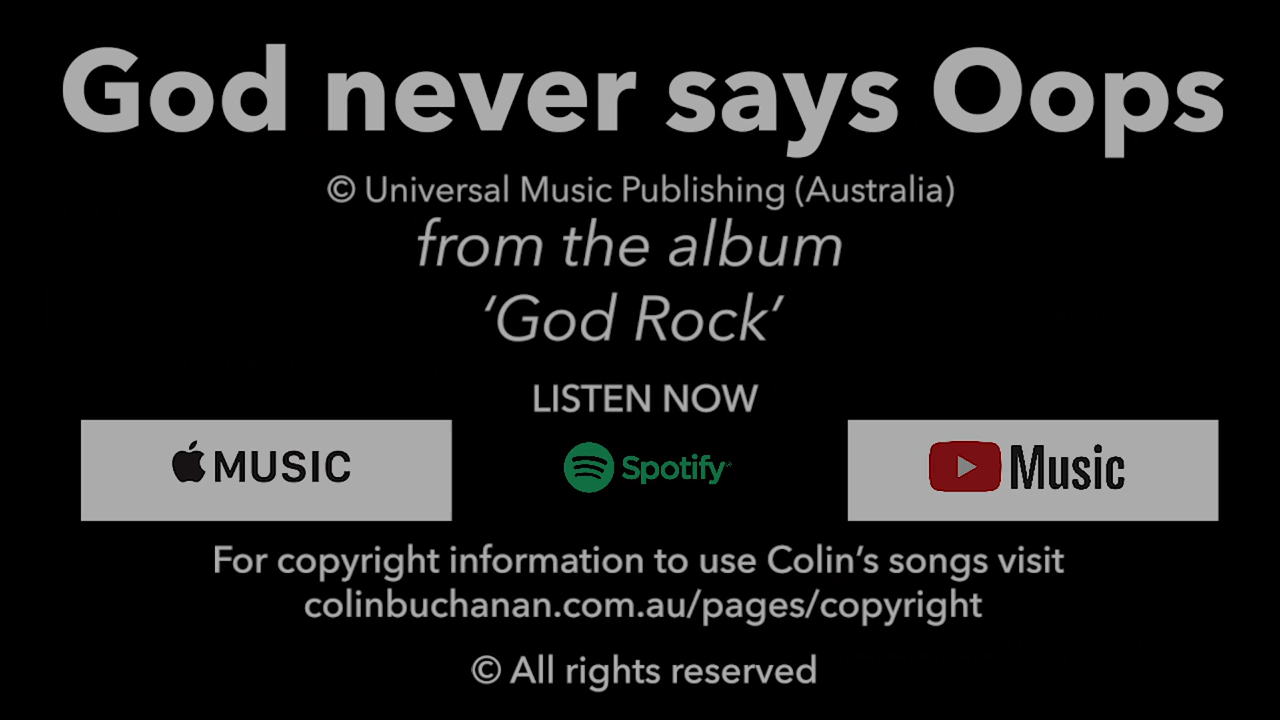 God never says Oops
© Universal Music Publishing (Australia)
from the album
‘God Rock’
LISTEN NOW
MUSIC
Spotify
Music
For copyright information to use Colin’s songs visit
colinbuchanan.com.au/pages/copyright
© All rights reserved